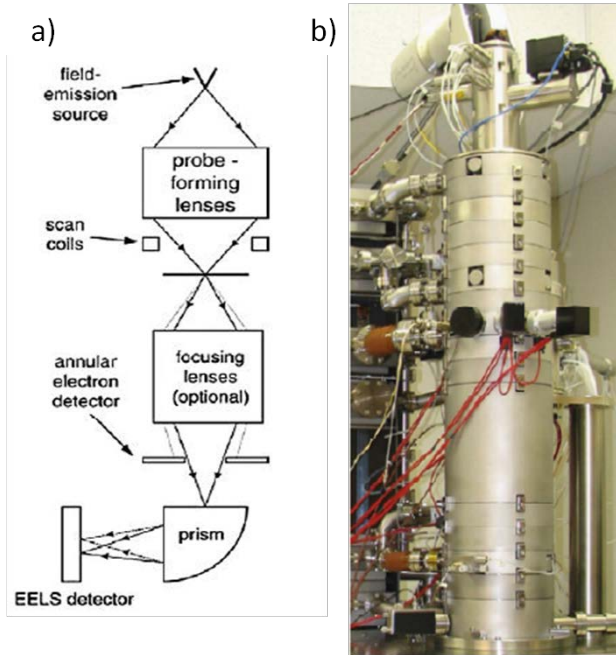 a)
b)
field-
emission
source
probe -
forming
lenses
scan
coils
annular
electron
detector
focusing
lenses
(optional)
prism
EELS detector